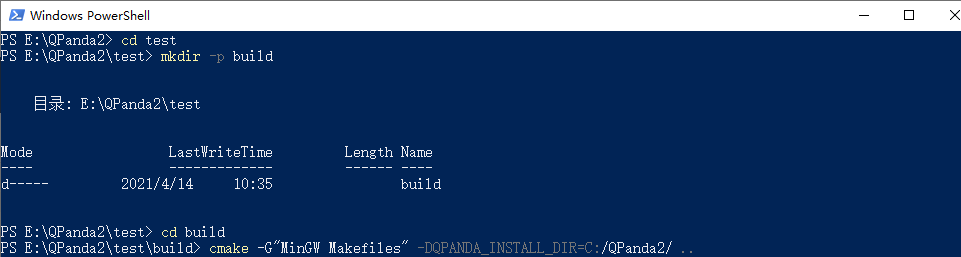 Windows PowerShell
PS E:\QPanda2> cd test
PS E:\QPanda2\test> mkdir -p build
目录: E:\QPanda2\test
Mode                 LastWriteTime         Length Name
----                 -------------         ------ ----
d-----         2021/4/14     10:35                build
PS E:\QPanda2\test> cd build
PS E:\QPanda2\test\build> cmake -G"MinGW Makefiles" -DQPANDA_INSTALL_DIR=C:/QPanda2/ ..